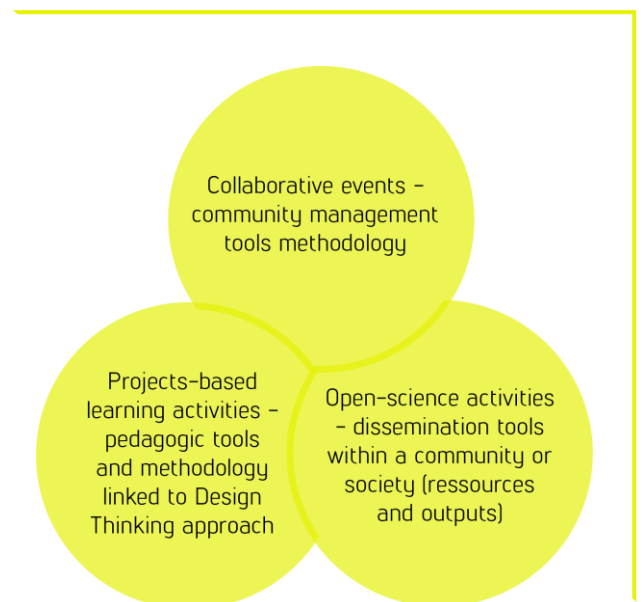 Collaborative events -
community management
tools methodology
Projects-based
learning activities -
pedagogic tools
and methodology
linked to Design
Thinking approach
Open-science activities
- dissemination tools
within a community or
society (ressources
and outputs)